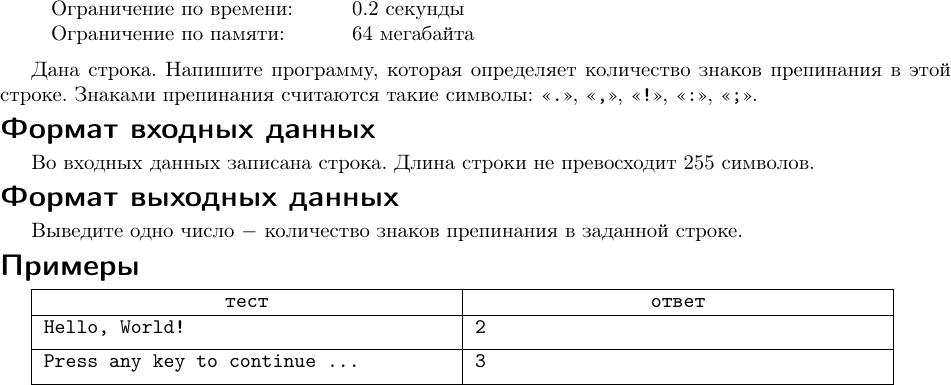 Ограничение по времени: 0.2 секунды
Ограничение по памяти: 64 мегабайта
Дана строка. Напишите программу, которая определяет количество знаков препинания в этой
строке. Знаками препинания считаются такие символы: «.», «,», «!», «:», «;».
Формат входных данных
Во входных данных записана строка. Длина строки не превосходит 255 символов.
Формат выходных данных
Выведите одно число – количество знаков препинания в заданной строке.
Примеры
тест ответ
Hello, World! 2
Press any key to continue ... 3